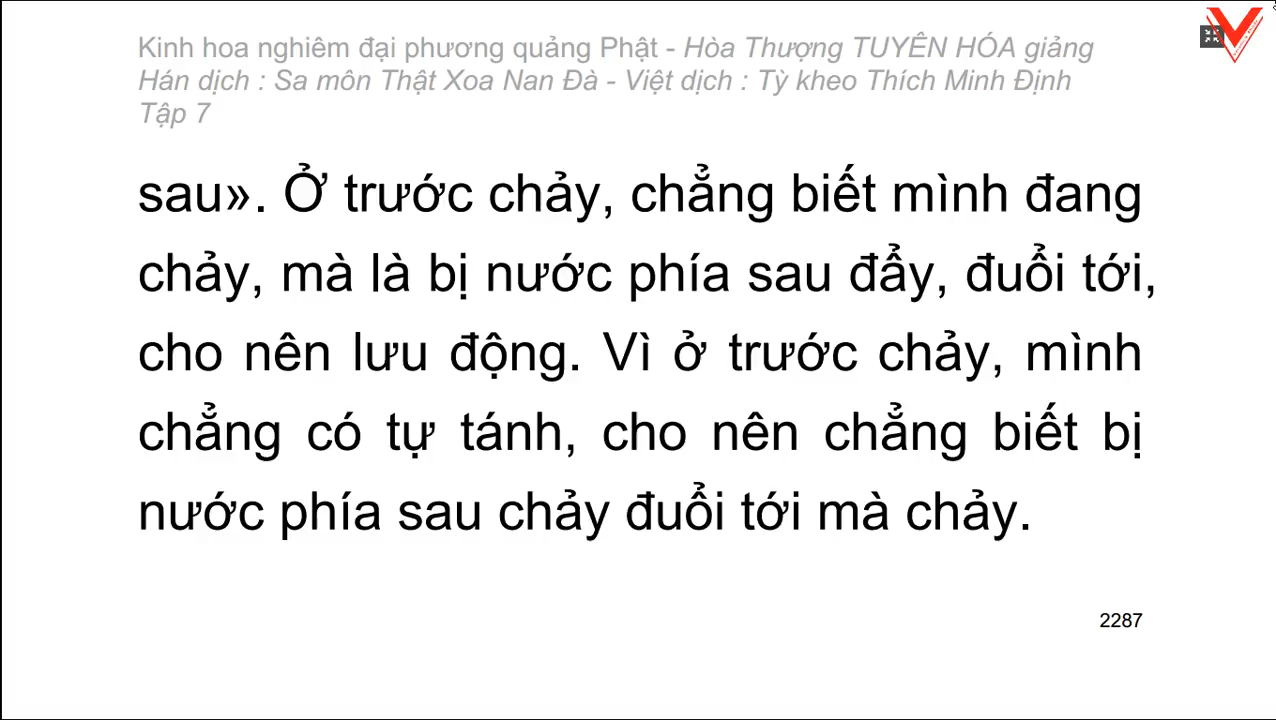 Kinh hoa nghiêm đại phương quảng Phật - Hòa Thượng TUYÊN HÓA giảng
Hán dịch : Sa môn Thật Xoa Nan Đà - Việt dịch : Tỳ kheo Thích Minh Định
Tập 7
sau». Ở trước chảy, chẳng biết mình đang
chảy, mà là bị nước phía sau đẩy, đuổi tới,
cho nên lưu động. Vì ở trước chảy, mình
chẳng có tự tánh, cho nên chẳng biết bị
nước phía sau chảy đuổi tới mà chảy.
2287